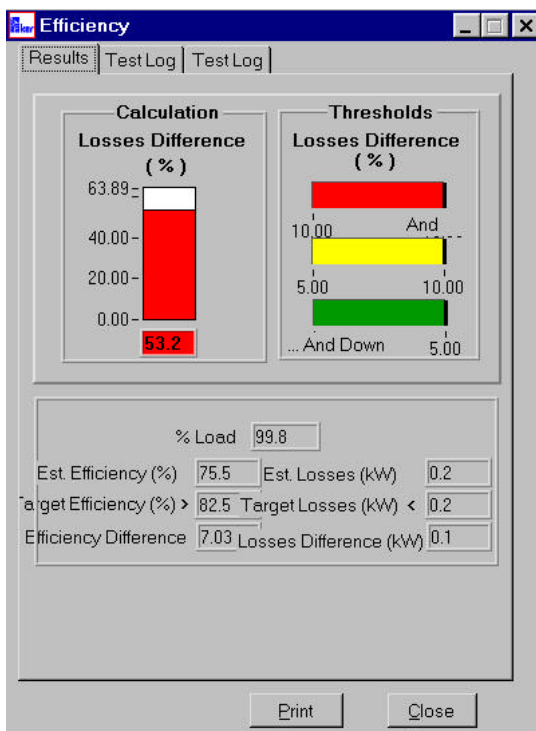 Efficiency
Results Test Log Test Log
Calculation
Losses Difference
( % )
63.89
40.00
20.00
0.00
53.2
Thresholds
Losses Difference
( % )
10.00 And
5.00 10.00
... And Down 5.00
% Load 99.8
Est. Efficiency (%) 75.5 Est. Losses (kW) 0.2
Target Efficiency (%) > 82.5 Target Losses (kW) < 0.2
Efficiency Difference 7.03 Losses Difference (kW) 0.1
Print Close